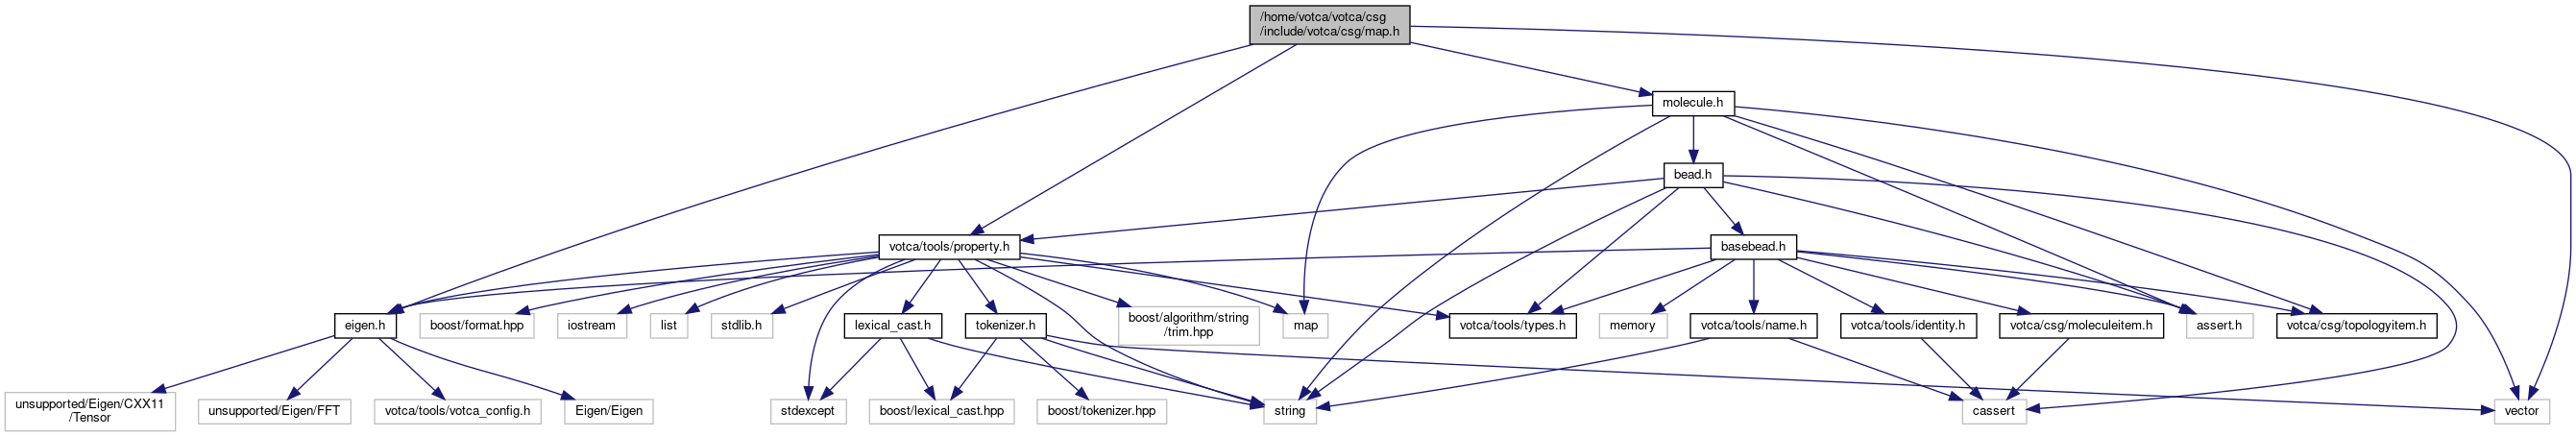 /home/votca/votca/csg
/include/votca/csg/map.h
molecule.h
bead.h
votca/tools/property.h
basebead.h
eigen.h
boost/format.hpp
iostream
list
stdlib.h
lexical_cast.h
tokenizer.h
boost/algorithm/string
/trim.hpp
map
votca/tools/types.h
memory
votca/tools/name.h
votca/tools/identity.h
votca/csg/moleculeitem.h
assert.h
votca/csg/topologyitem.h
unsupported/Eigen/CXX11
/Tensor
unsupported/Eigen/FFT
votca/tools/votca_config.h
Eigen/Eigen
stdexcept
boost/lexical_cast.hpp
boost/tokenizer.hpp
string
cassert
vector